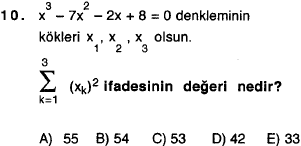 10. x³ − 7x² − 2x + 8 = 0 denkleminin
kökleri x₁, x₂, x₃ olsun.
3
∑ (xₖ)² ifadesinin değeri nedir?
k=1
A) 55 B) 54 C) 53 D) 42 E) 33